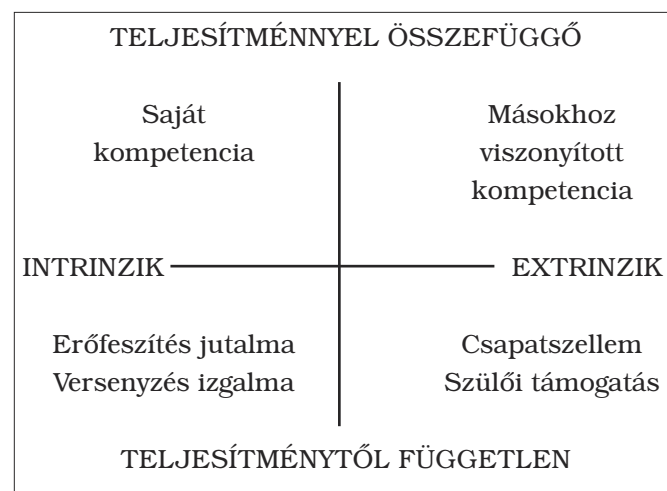 TELJESÍTMÉNNYEL ÖSSZEFÜGGŐ
Saját
kompetencia
Másokhoz
viszonyított
kompetencia
INTRINZIK
EXTRINZIK
Erőfeszítés jutalma
Versenyzés izgalma
Csapatszellem
Szülői támogatás
TELJESÍTMÉNYTŐL FÜGGETLEN